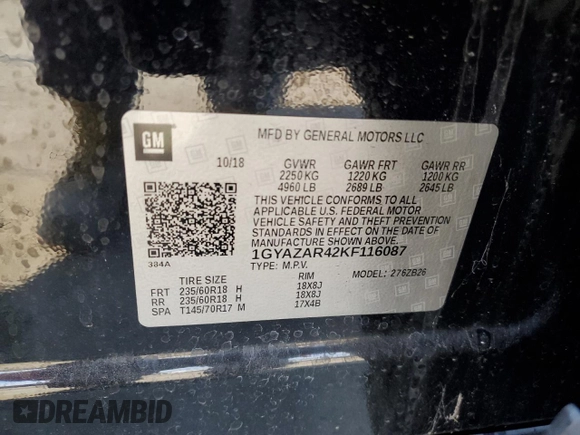 GM
MFD BY GENERAL MOTORS LLC
10/18 GVWR GAWR FRT GAWR RR
2250 KG 1220 KG 1200 KG
4960 LB 2689 LB 2645 LB
THIS VEHICLE CONFORMS TO ALL
APPLICABLE U.S. FEDERAL MOTOR
VEHICLE SAFETY AND THEFT PREVENTION
STANDARDS IN EFFECT ON THE DATE OF
MANUFACTURE SHOWN ABOVE.
1GYAZAR42KF116087
384A
TYPE: M.P.V. MODEL: 276ZB26
TIRE SIZE RIM
FRT 235/60R18 H 18X8J
RR 235/60R18 H 18X8J
SPA T145/70R17 M 17X4B
DREAMBID